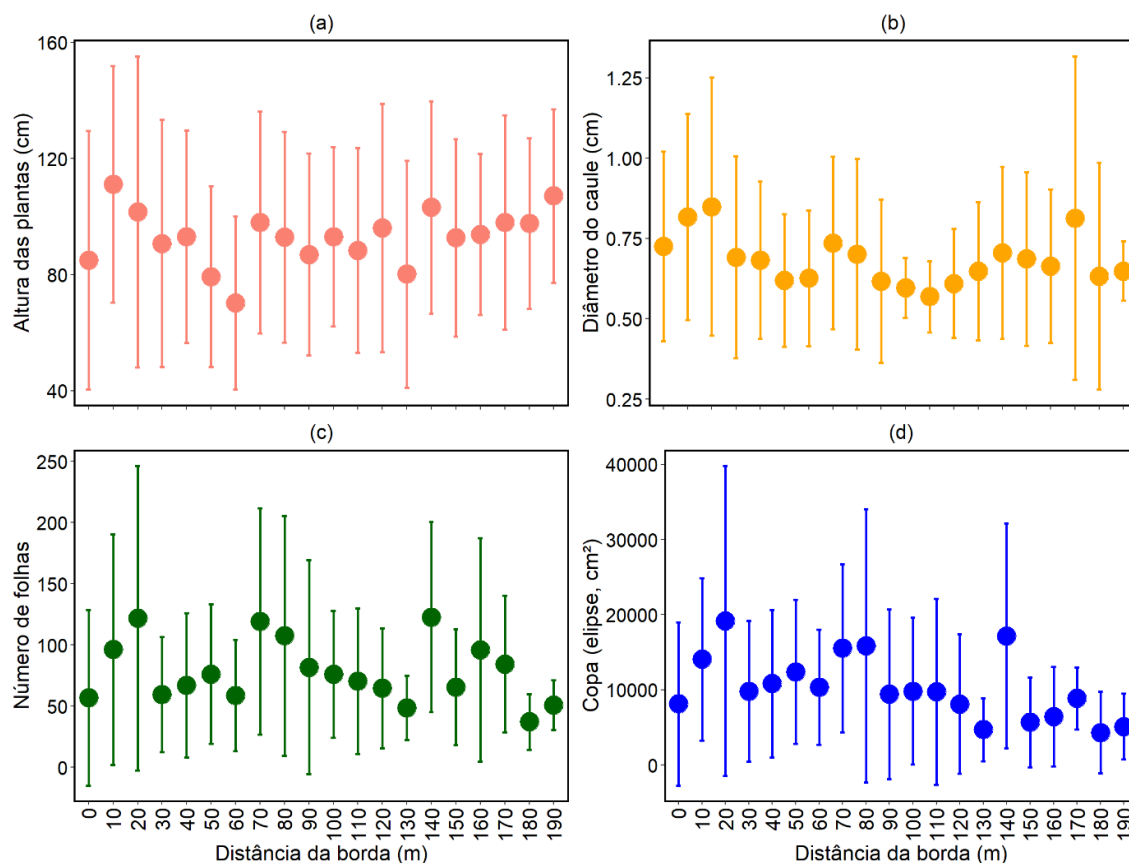 (a)
Altura das plantas (cm)
160
120
80
40
(b)
Diâmetro do caule (cm)
1.25
1.00
0.75
0.50
0.25
(c)
Número de folhas
250
200
150
100
50
0
0 10 20 30 40 50 60 70 80 90 100 110 120 130 140 150 160 170 180 190
Distância da borda (m)
(d)
Copa (elipse, cm²)
40000
30000
20000
10000
0
0 10 20 30 40 50 60 70 80 90 100 110 120 130 140 150 160 170 180 190
Distância da borda (m)